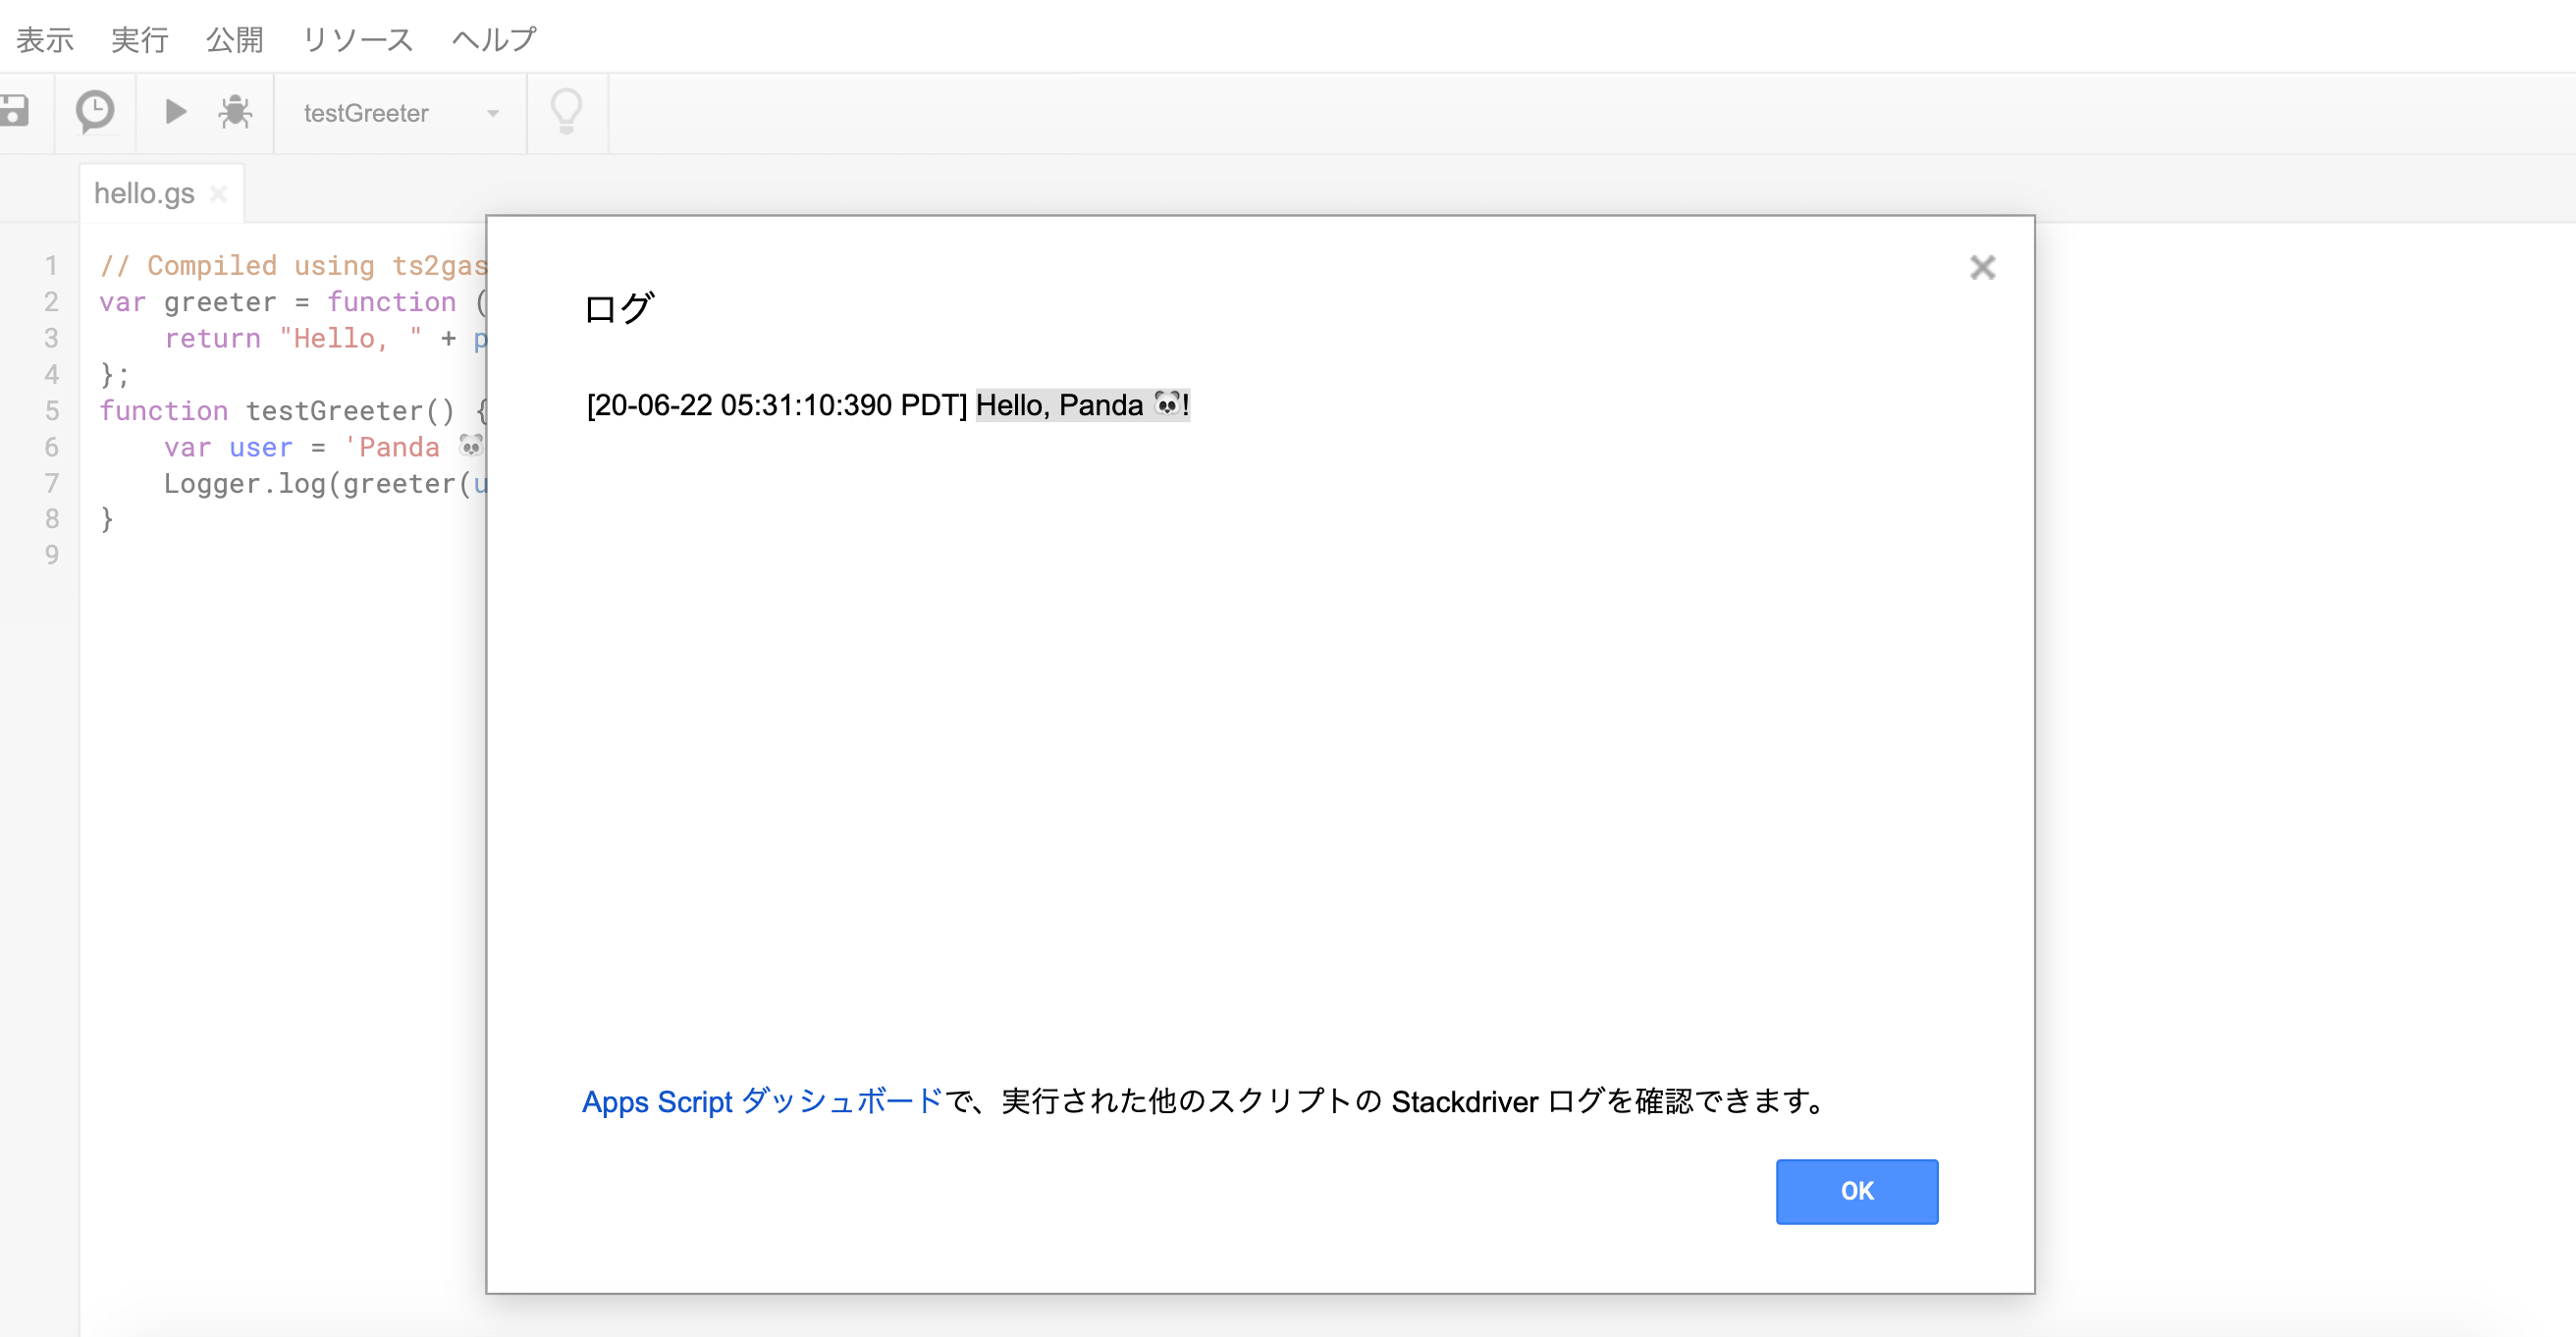 表示 実行 公開 リソース ヘルプ
testGreeter
hello.gs
1 // Compiled using ts2gas
2 var greeter = function (
3 return "Hello, " + p
4 };
5 function testGreeter() {
6 var user = 'Panda 🐼
7 Logger.log(greeter(u
8 }
9
ログ
[20-06-22 05:31:10:390 PDT] Hello, Panda 🐼!
Apps Script ダッシュボードで、実行された他のスクリプトの Stackdriver ログを確認できます。
OK